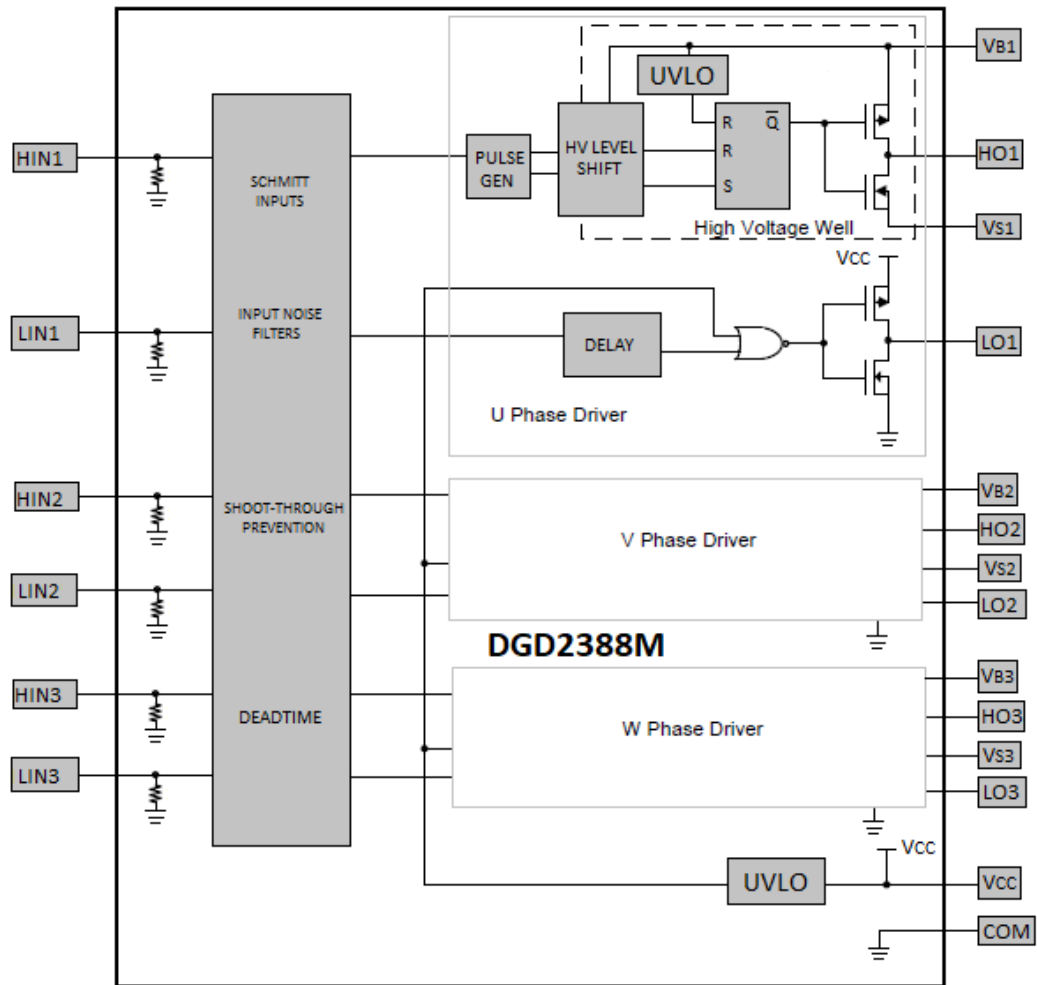 VB1
UVLO
HIN1
PULSE
GEN
HV LEVEL
SHIFT
R
Q
R
S
HO1
SCHMITT
INPUTS
High Voltage Well
VS1
VCC
LIN1
INPUT NOISE
FILTERS
DELAY
LO1
U Phase Driver
HIN2
SHOOT-THROUGH
PREVENTION
V Phase Driver
VB2
HO2
VS2
LIN2
LO2
DGD2388M
HIN3
DEADTIME
W Phase Driver
VB3
HO3
VS3
LIN3
LO3
VCC
UVLO
VCC
COM